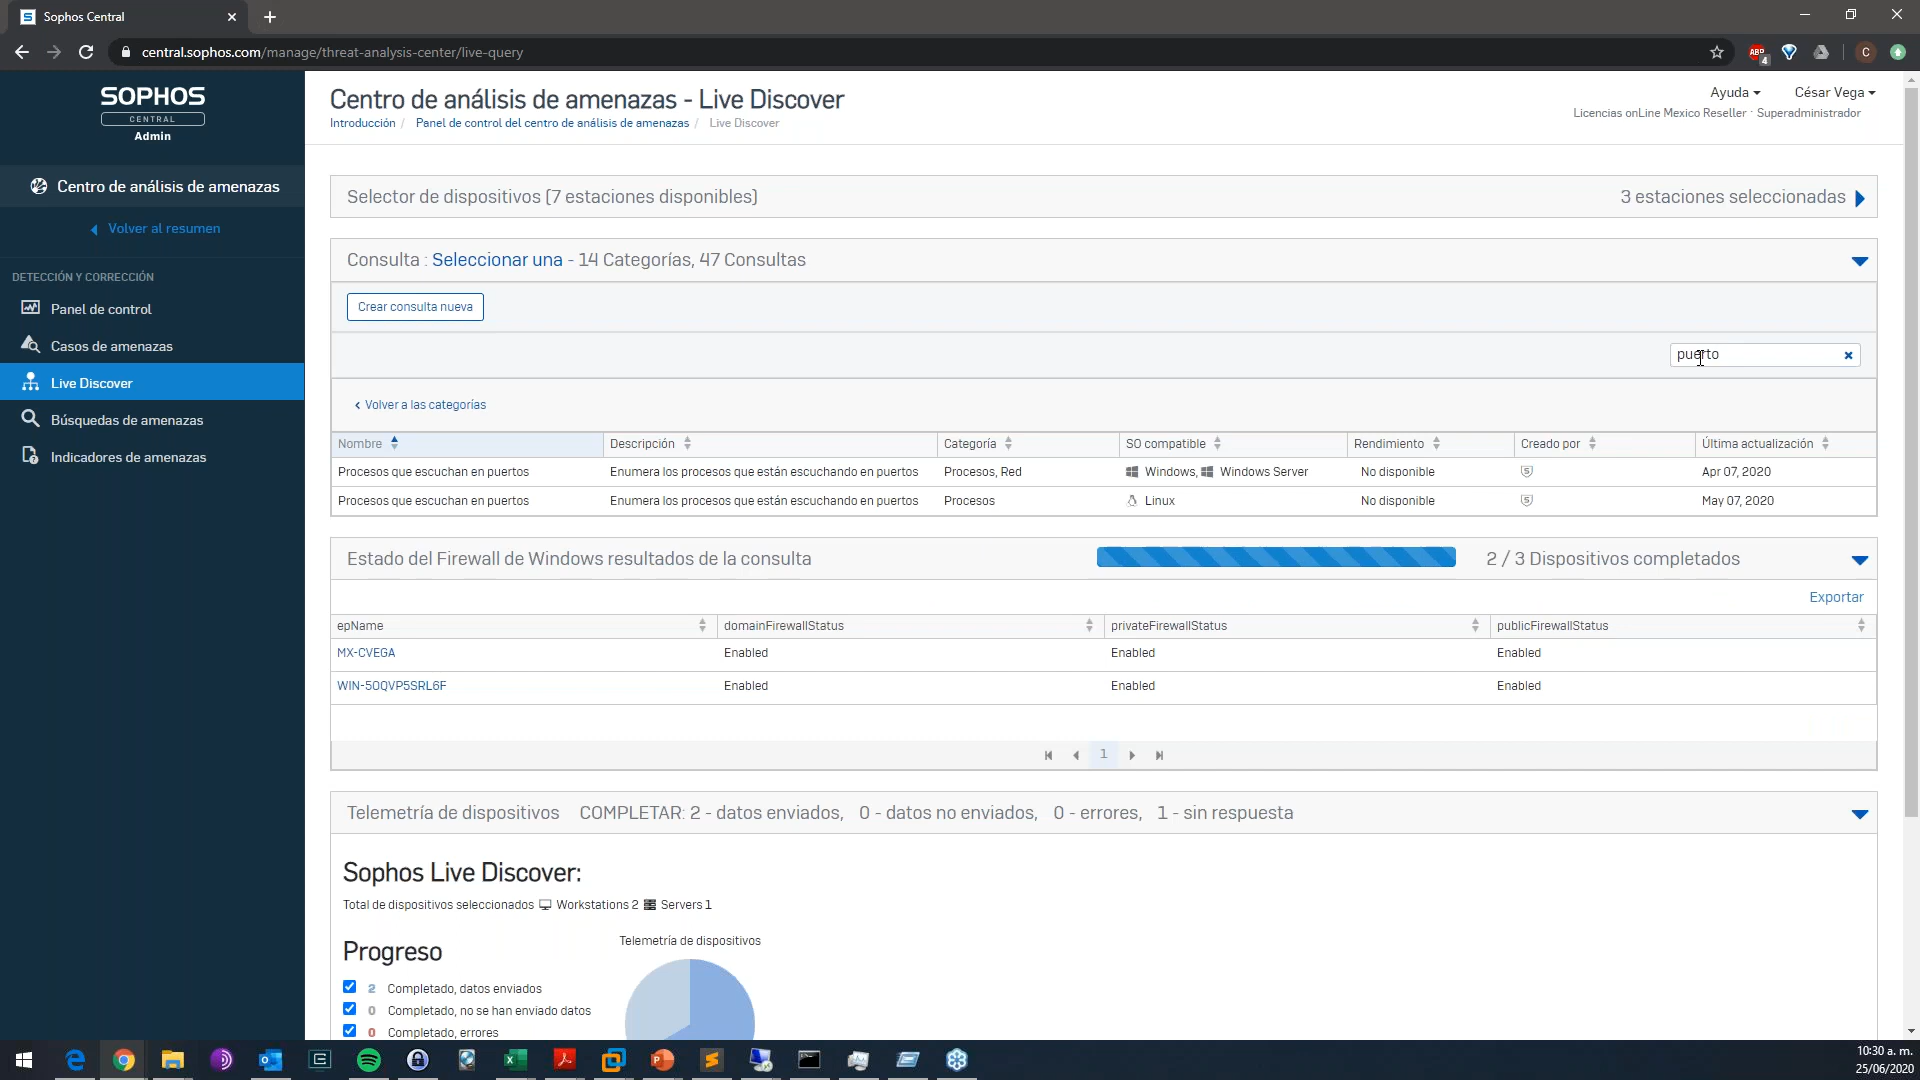 Sophos Central
central.sophos.com/manage/threat-analysis-center/live-query
ABP
4
C
SOPHOS
CENTRAL
Admin
Centro de análisis de amenazas
Volver al resumen
DETECCIÓN Y CORRECCIÓN
Panel de control
Casos de amenazas
Live Discover
Búsquedas de amenazas
Indicadores de amenazas
Centro de análisis de amenazas - Live Discover
Introducción / Panel de control del centro de análisis de amenazas / Live Discover
Ayuda César Vega
Licencias onLine Mexico Reseller · Superadministrador
Selector de dispositivos (7 estaciones disponibles) 3 estaciones seleccionadas
Consulta : Seleccionar una - 14 Categorías, 47 Consultas
Crear consulta nueva
puerto
Volver a las categorías
Nombre Descripción Categoría SO compatible Rendimiento Creado por Última actualización
Procesos que escuchan en puertos Enumera los procesos que están escuchando en puertos Procesos, Red Windows, Windows Server No disponible Apr 07, 2020
Procesos que escuchan en puertos Enumera los procesos que están escuchando en puertos Procesos Linux No disponible May 07, 2020
Estado del Firewall de Windows resultados de la consulta 2 / 3 Dispositivos completados
Exportar
epName domainFirewallStatus privateFirewallStatus publicFirewallStatus
MX-CVEGA Enabled Enabled Enabled
WIN-50QVP5SRL6F Enabled Enabled Enabled
1
Telemetría de dispositivos COMPLETAR: 2 - datos enviados, 0 - datos no enviados, 0 - errores, 1 - sin respuesta
Sophos Live Discover:
Total de dispositivos seleccionados Workstations 2 Servers 1
Progreso
Telemetría de dispositivos
2 Completado, datos enviados
0 Completado, no se han enviado datos
0 Completado, errores
10:30 a. m.
25/06/2020